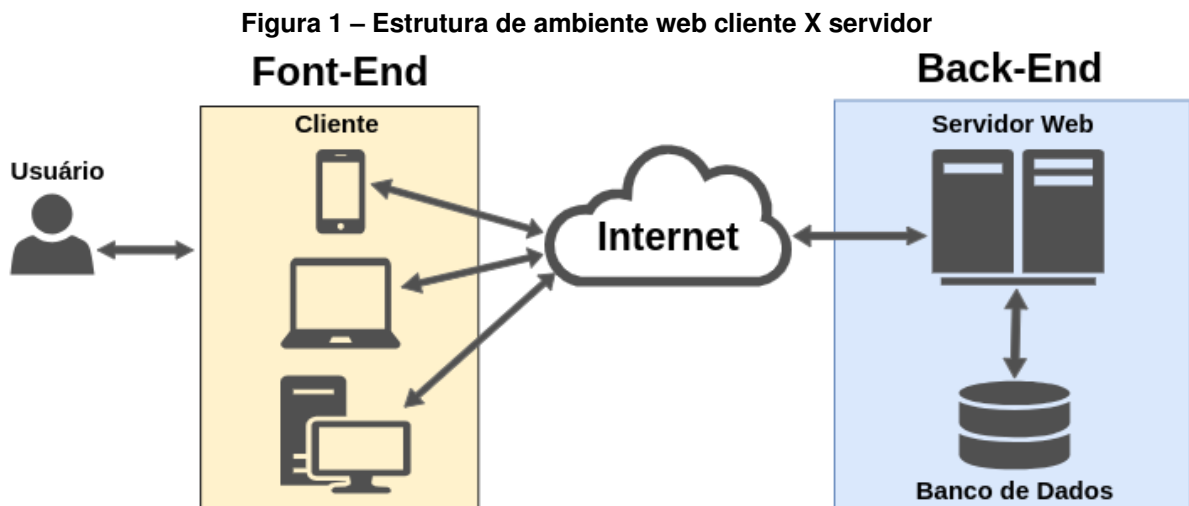 Figura 1 – Estrutura de ambiente web cliente X servidor
Font-End
Back-End
Cliente
Servidor Web
Usuário
Internet
Banco de Dados